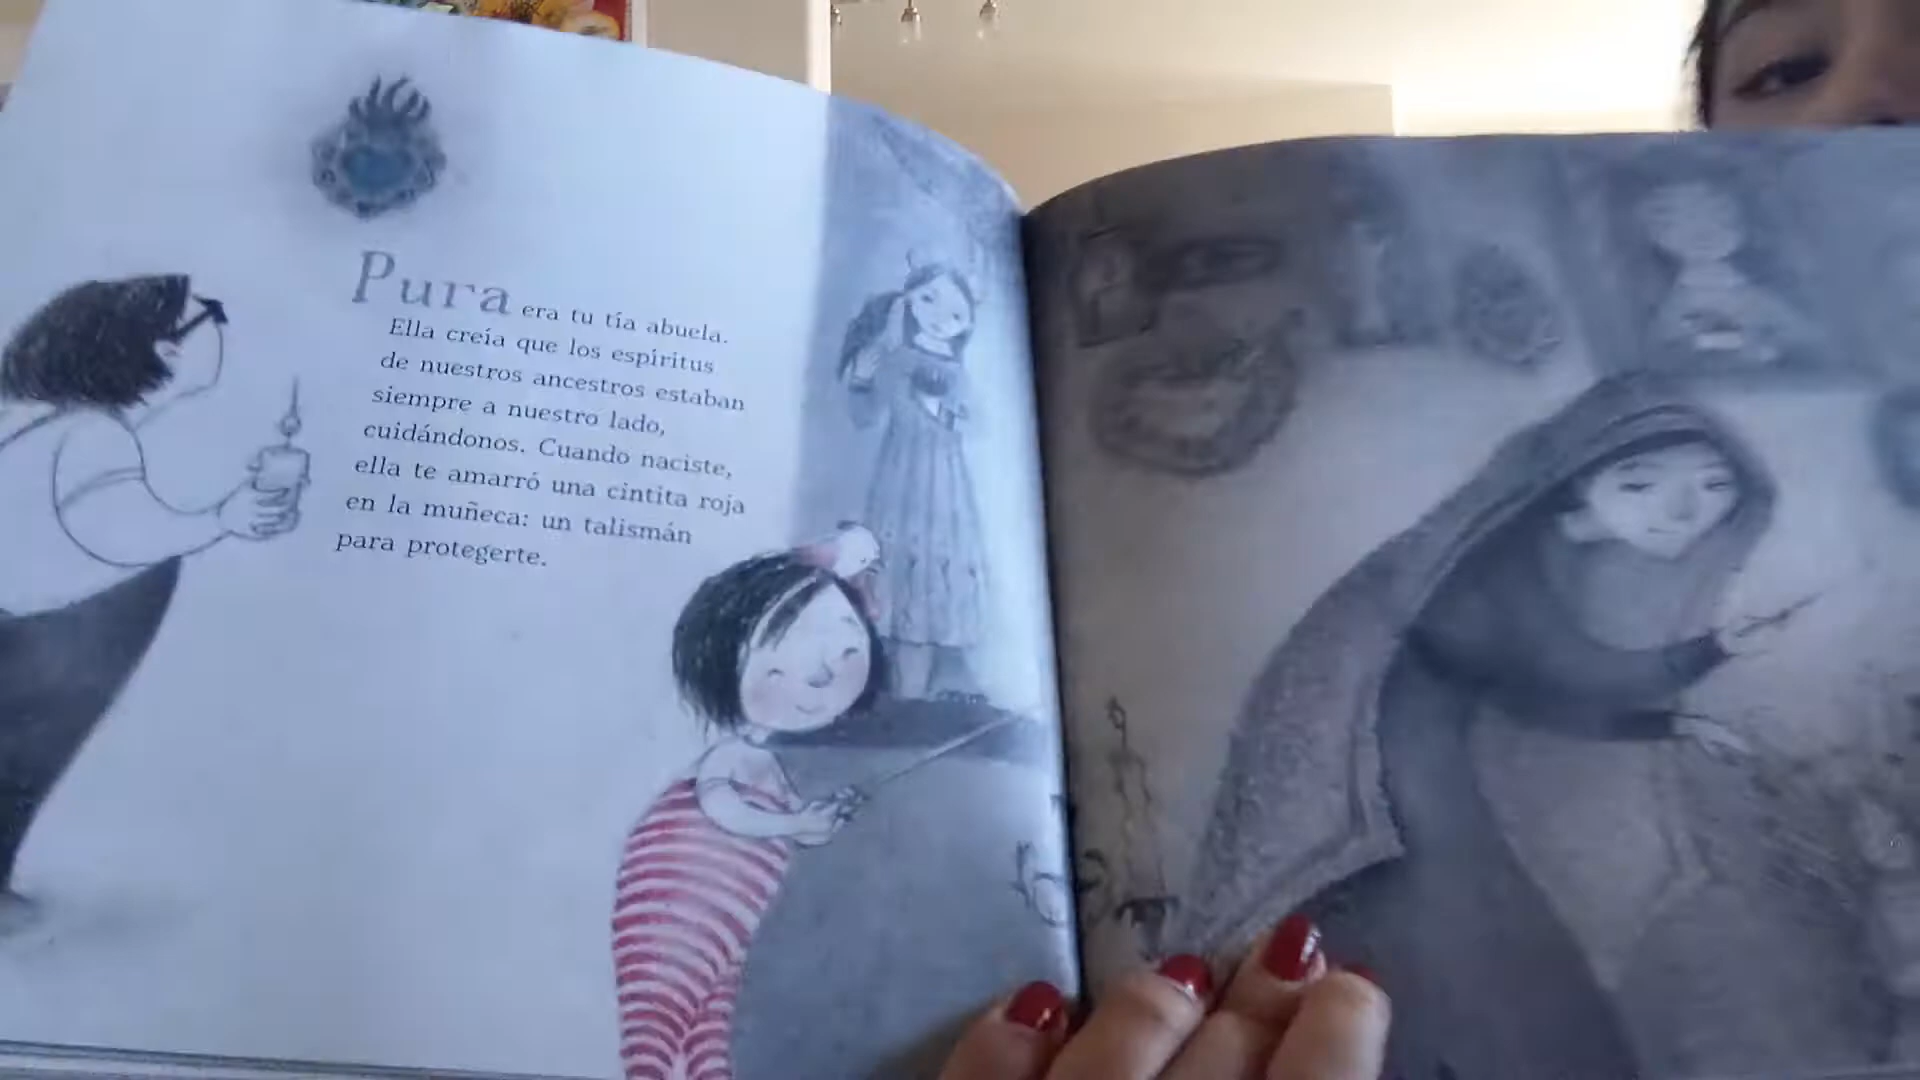 Pura era tu tía abuela.
Ella creía que los espíritus
de nuestros ancestros estaban
siempre a nuestro lado,
cuidándonos. Cuando naciste,
ella te amarró una cintita roja
en la muñeca: un talismán
para protegerte.